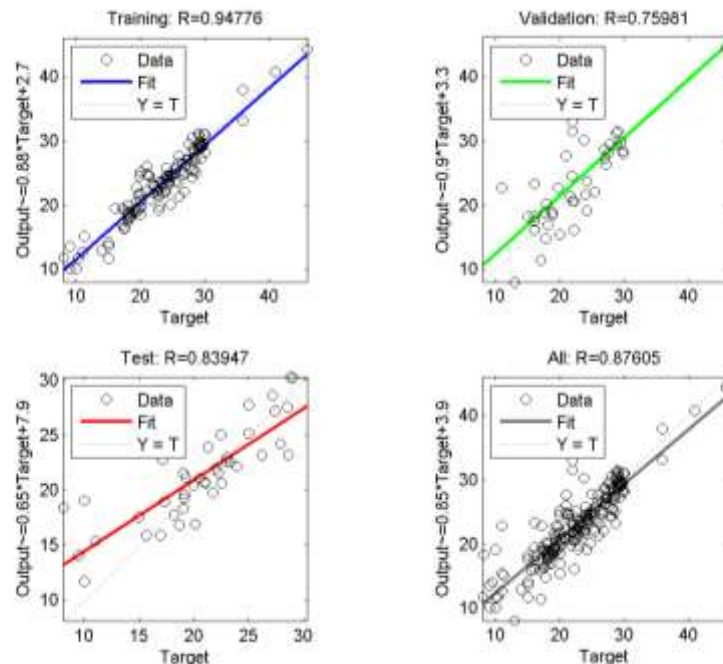 Training: R=0.94776
Output~=0.88*Target+2.7
40
30
20
10
Data
Fit
Y = T
10
20
30
40
Target
Validation: R=0.75981
Output~=0.9*Target+3.3
40
30
20
10
Data
Fit
Y = T
10
20
30
40
Target
Test: R=0.83947
Output~=0.65*Target+7.9
30
25
20
15
10
Data
Fit
Y = T
10
15
20
25
30
Target
All: R=0.87605
Output~=0.85*Target+3.9
40
30
20
10
Data
Fit
Y = T
10
20
30
40
Target